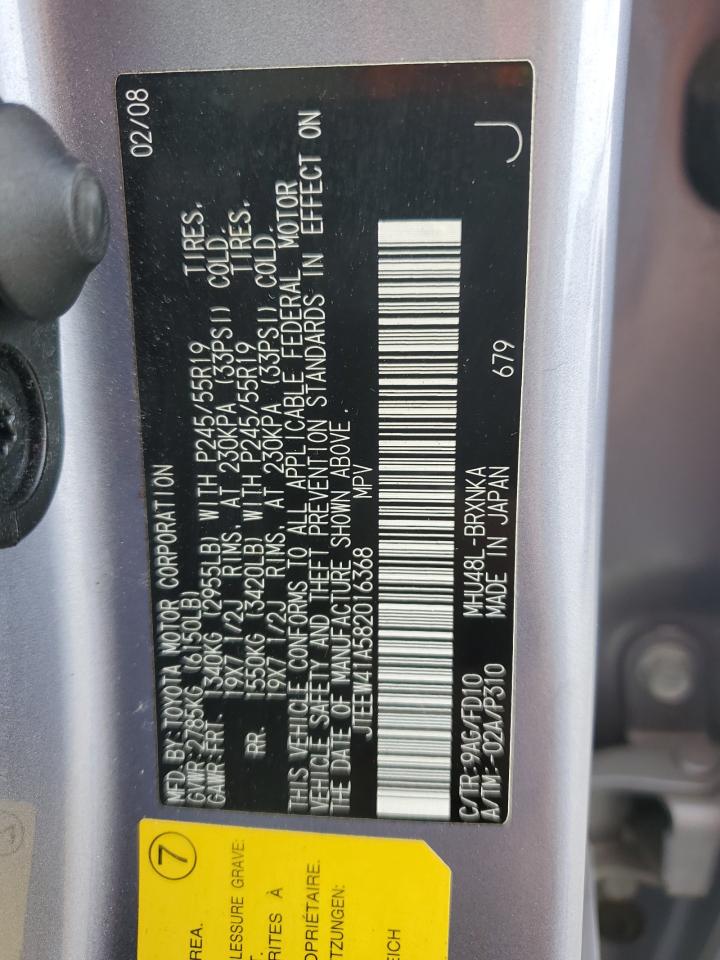 MFD.BY:TOYOTA MOTOR CORPORATION 02/08
GVWR:2785KG (6150LB)
GAWR:FRT. 1340KG (2955LB) WITH P245/55R19 TIRES,
19X7 1/2J RIMS, AT 230KPA (33PSI) COLD.
RR. 1550KG (3420LB) WITH P245/55R19 TIRES,
19X7 1/2J RIMS, AT 230KPA (33PSI) COLD.
THIS VEHICLE CONFORMS TO ALL APPLICABLE FEDERAL MOTOR
VEHICLE SAFETY AND THEFT PREVENTION STANDARDS IN EFFECT ON
THE DATE OF MANUFACTURE SHOWN ABOVE.
JTEEW41A582016368 MPV
C/TR:9AG/FD10 MHU48L-BRXNKA 679 J
A/TM:-02A/P310 MADE IN JAPAN
7
REA.
LESSURE GRAVE:
RITES À
OPRIÉTAIRE.
TZUNGEN:
EICH